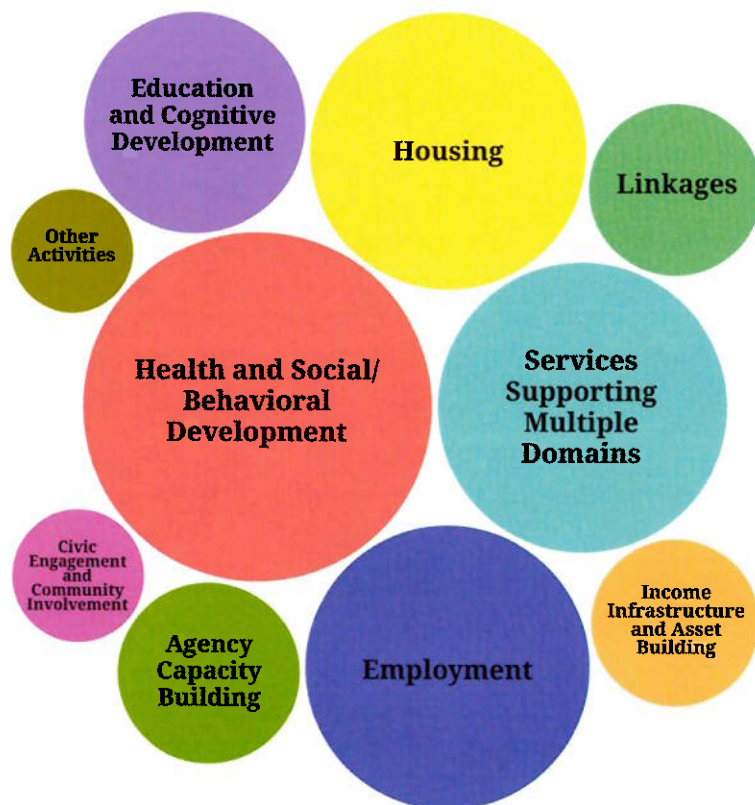 Education
and Cognitive
Development
Housing
Linkages
Other
Activities
Health and Social/
Behavioral
Development
Services
Supporting
Multiple
Domains
Civic
Engagement
and
Community
Involvement
Agency
Capacity
Building
Employment
Income
Infrastructure
and Asset
Building